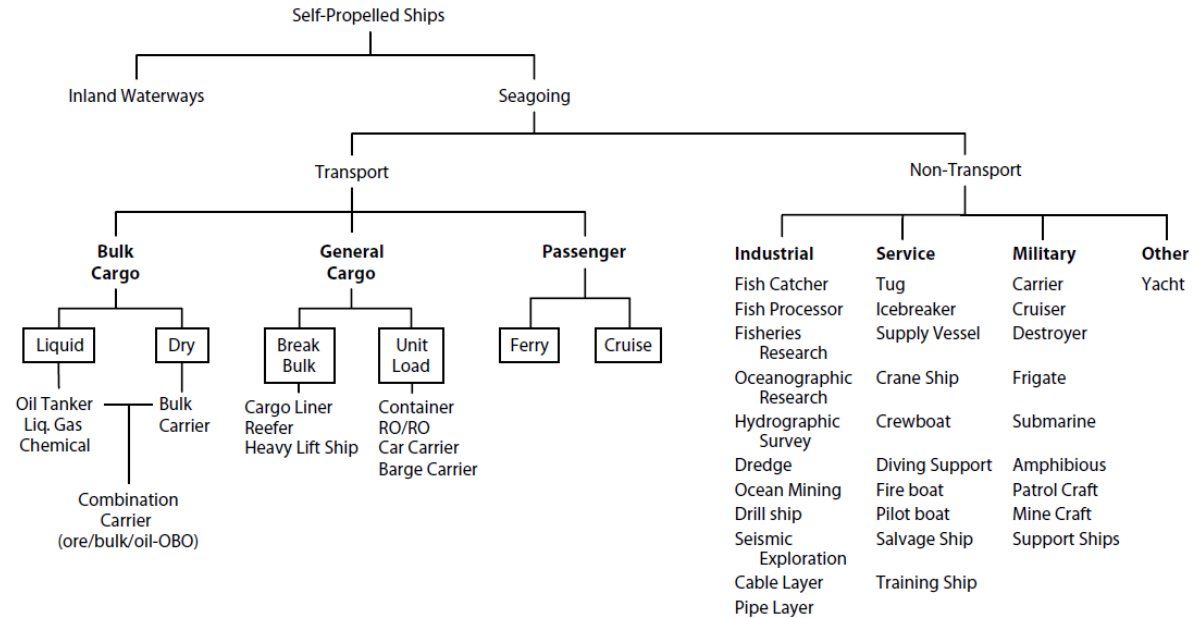 Self-Propelled Ships
Inland Waterways
Seagoing
Transport
Non-Transport
Bulk
Cargo
General
Cargo
Passenger
Liquid
Dry
Break
Bulk
Unit
Load
Ferry
Cruise
Oil Tanker
Liq. Gas
Chemical
Bulk
Carrier
Combination
Carrier
(ore/bulk/oil-OBO)
Cargo Liner
Reefer
Heavy Lift Ship
Container
RO/RO
Car Carrier
Barge Carrier
Industrial
Fish Catcher
Fish Processor
Fisheries
Research
Oceanographic
Research
Hydrographic
Survey
Dredge
Ocean Mining
Drill ship
Seismic
Exploration
Cable Layer
Pipe Layer
Service
Tug
Icebreaker
Supply Vessel
Crane Ship
Crewboat
Diving Support
Fire boat
Pilot boat
Salvage Ship
Training Ship
Military
Carrier
Cruiser
Destroyer
Frigate
Submarine
Amphibious
Patrol Craft
Mine Craft
Support Ships
Other
Yacht